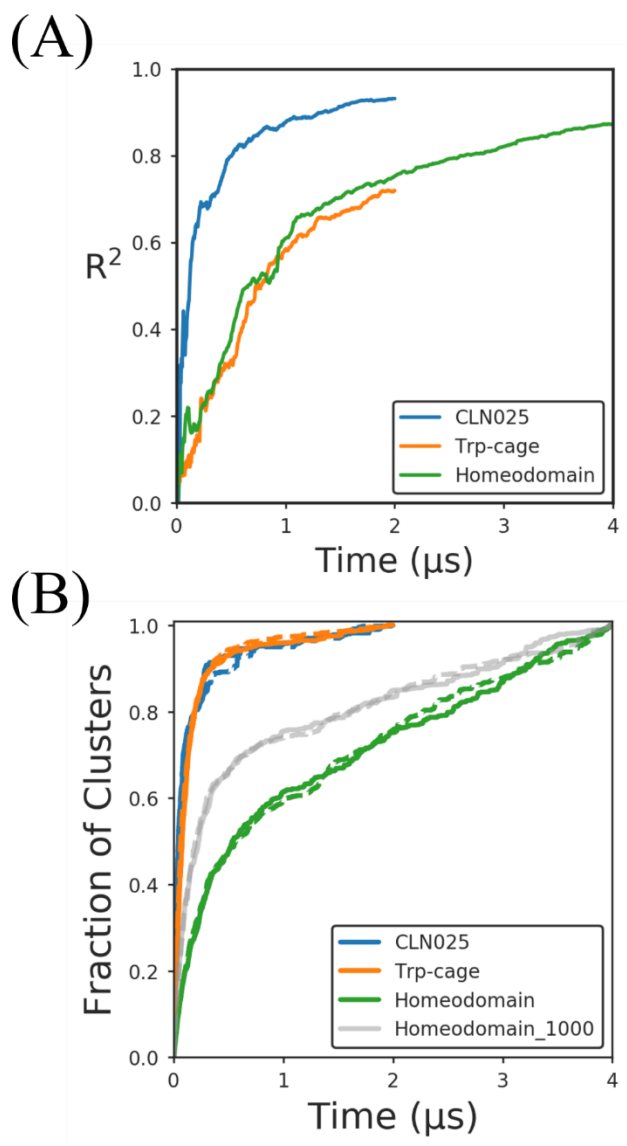 (A)
1.0
0.8
0.6
R²
0.4
0.2
0.0
CLN025
Trp-cage
Homeodomain
0 1 2 3 4
Time (µs)
(B)
1.0
0.8
0.6
0.4
0.2
0.0
Fraction of Clusters
CLN025
Trp-cage
Homeodomain
Homeodomain_1000
0 1 2 3 4
Time (µs)